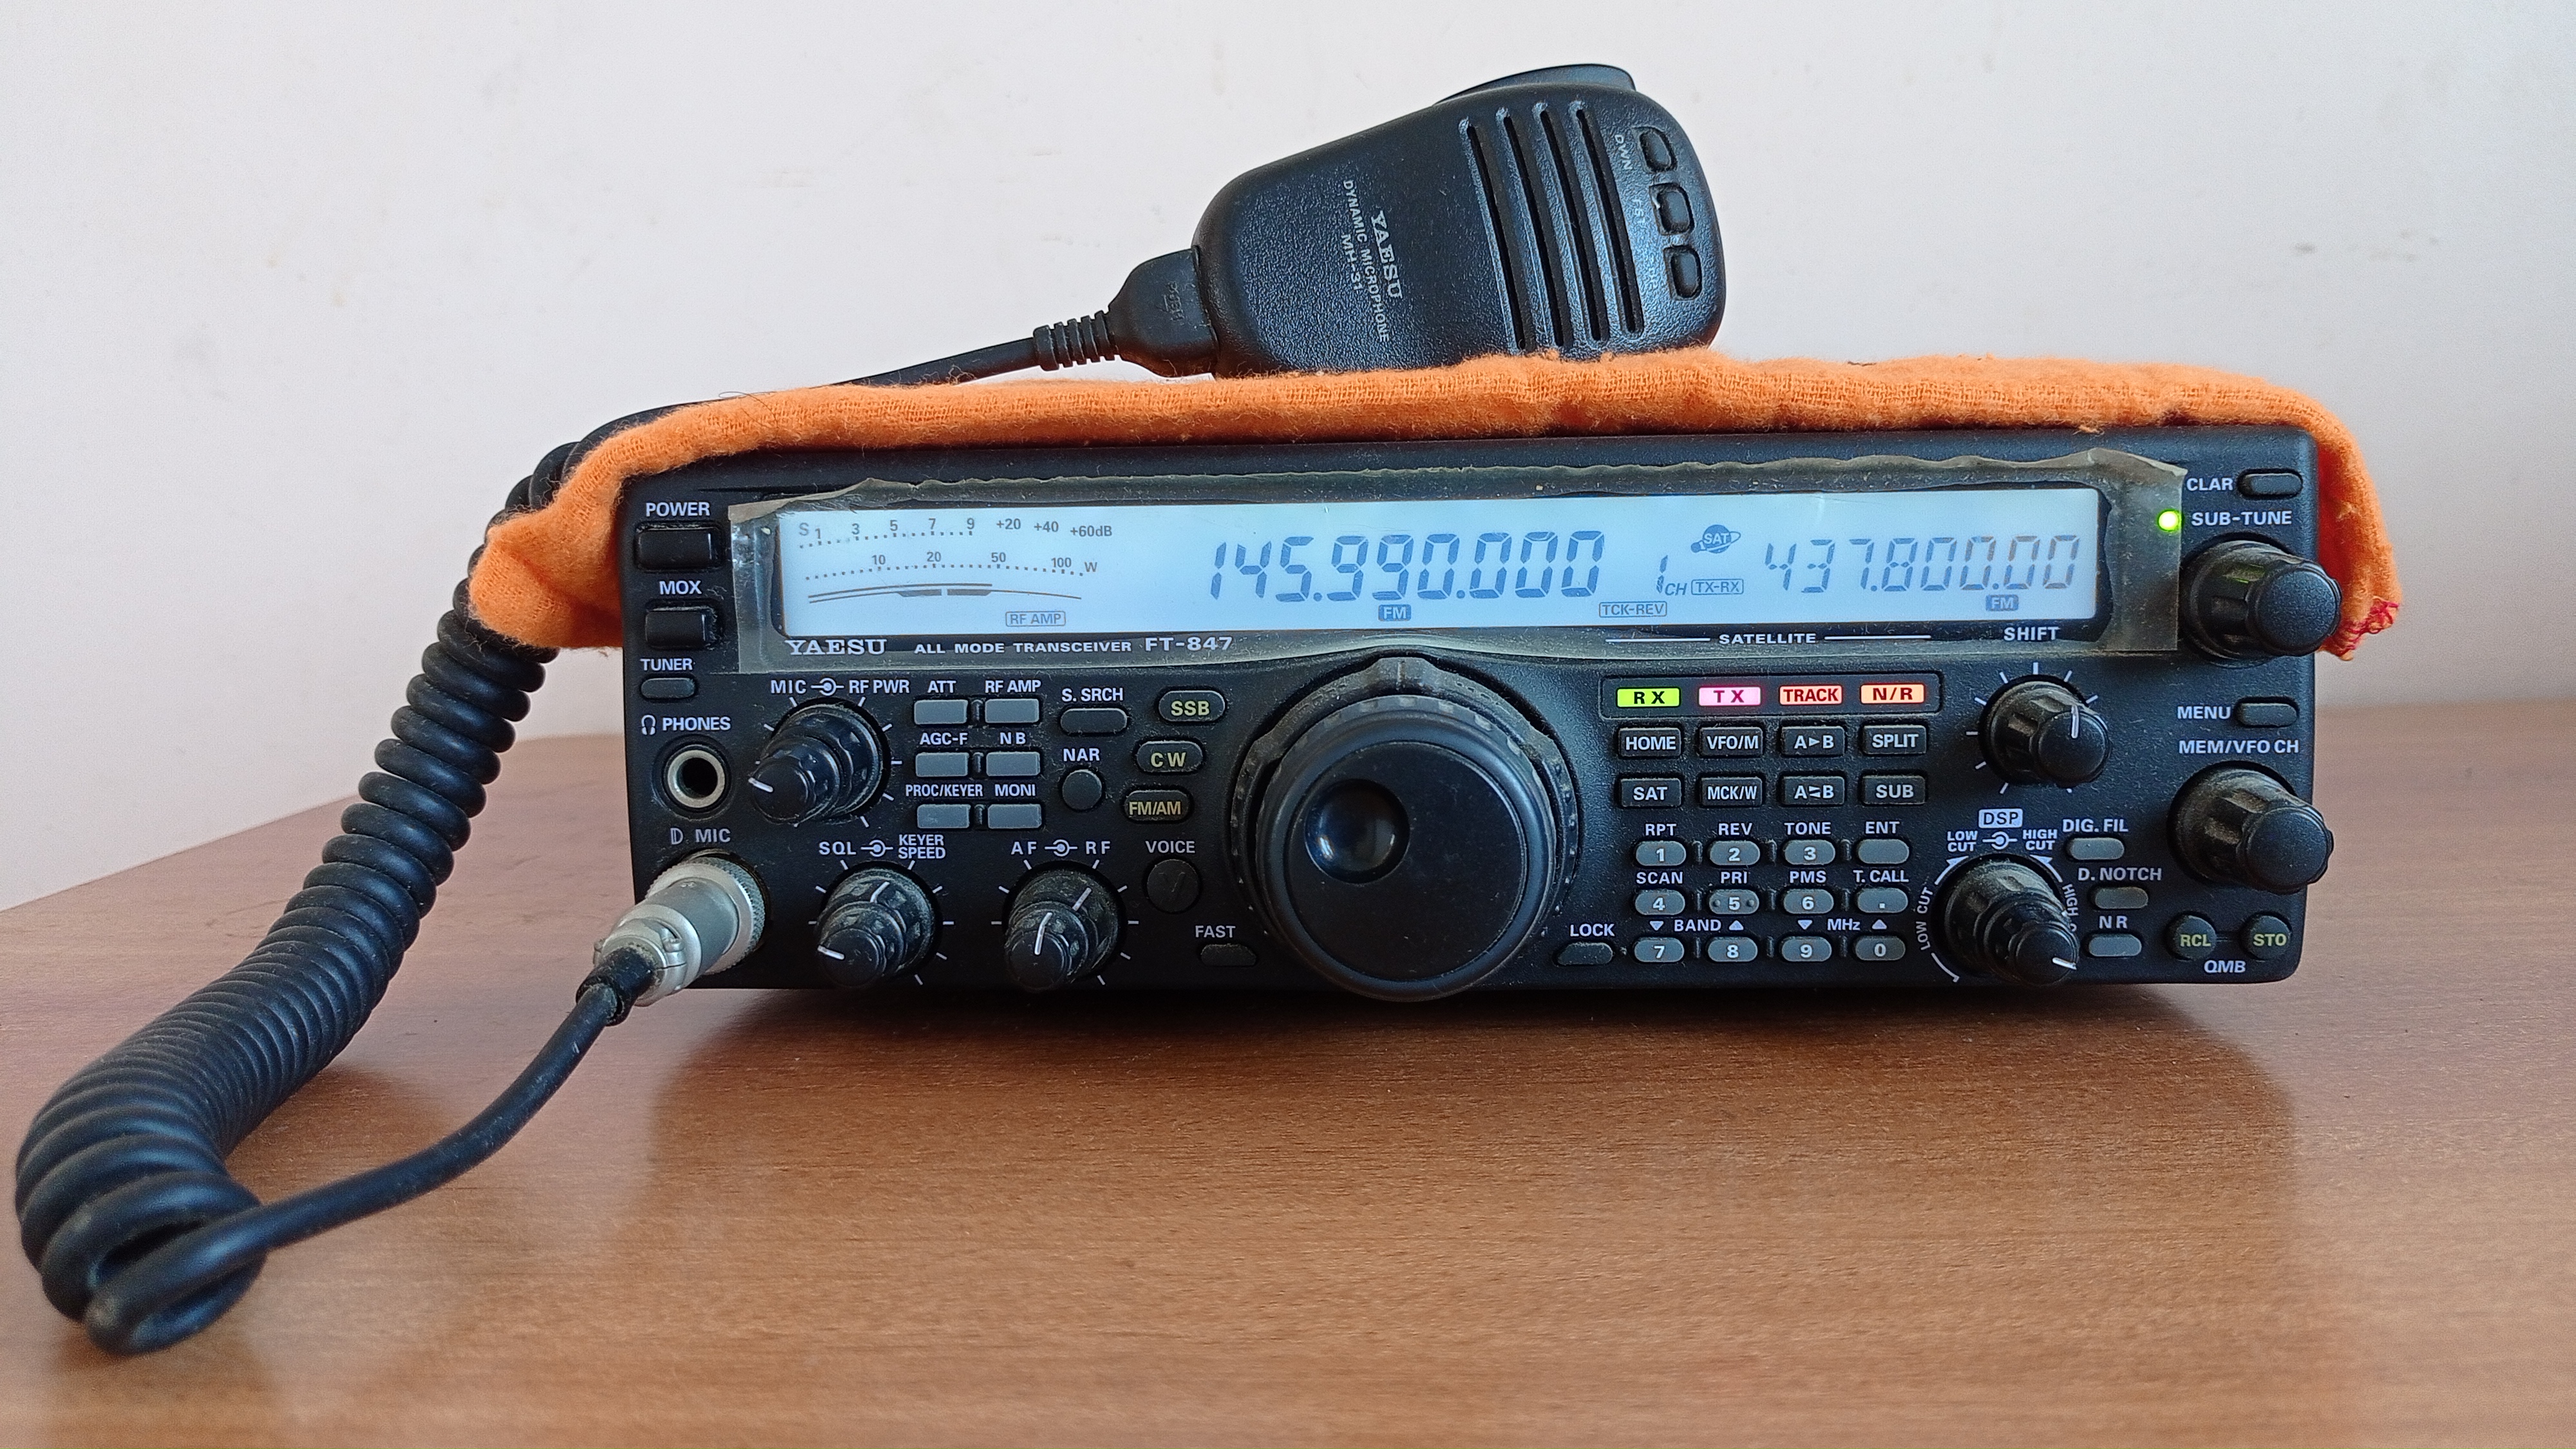 YAESU
DYNAMIC MICROPHONE
MH-31
DWN
FST
POWER
MOX
TUNER
PHONES
MIC
S 1 3 5 7 9 +20 +40 +60dB
10 20 50 100 W
RF AMP
145.990.000
FM
TCK-REV
1 CH TX-RX
SAT
437.800.00
FM
YAESU ALL MODE TRANSCEIVER FT-847
SATELLITE
SHIFT
CLAR
SUB-TUNE
MIC RF PWR
ATT RF AMP
AGC-F NB
PROC/KEYER MONI
S. SRCH
NAR
SSB
CW
FM/AM
SQL KEYER SPEED
AF RF
VOICE
FAST
LOCK
RX TX TRACK N/R
HOME VFO/M A►B SPLIT
SAT MCK/W A◄►B SUB
RPT REV TONE ENT
1 2 3
SCAN PRI PMS T. CALL
4 5 6 .
▼ BAND ▲ ▼ MHz ▲
7 8 9 0
DSP
LOW CUT HIGH CUT
LOW CUT
HIGH
DIG. FIL
D. NOTCH
NR
MENU
MEM/VFO CH
RCL STO
QMB